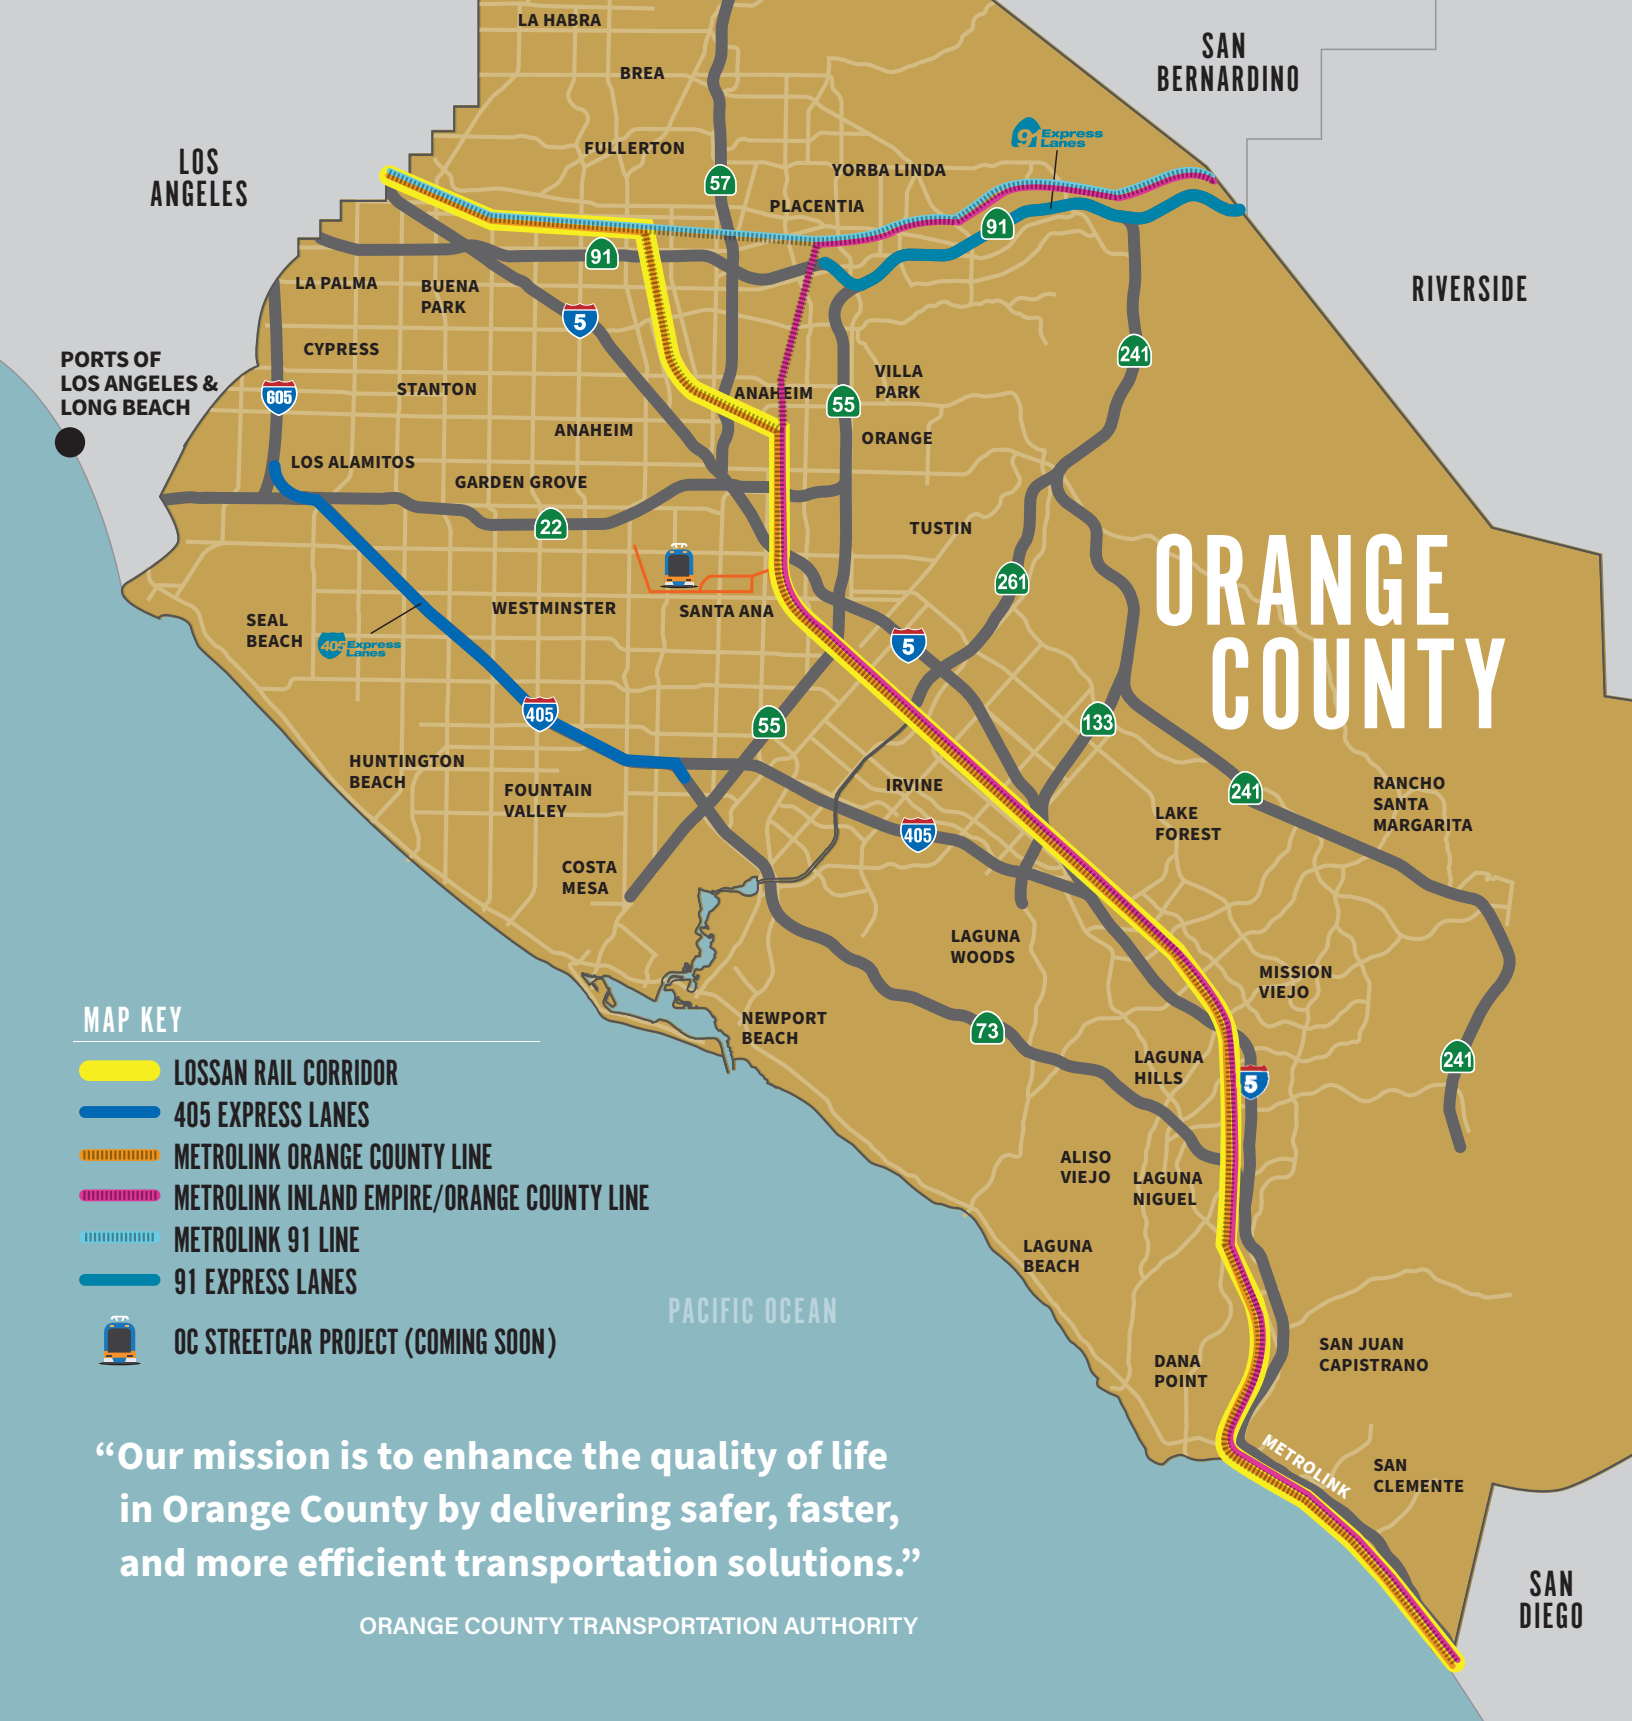 LA HABRA
SAN
BERNARDINO
BREA
91 Express
Lanes
FULLERTON
LOS
ANGELES
YORBA LINDA
57
PLACENTIA
91
91
LA PALMA
BUENA
PARK
RIVERSIDE
5
CYPRESS
241
PORTS OF
LOS ANGELES &
LONG BEACH
STANTON
VILLA
PARK
605
ANAHEIM
55
ANAHEIM
ORANGE
LOS ALAMITOS
GARDEN GROVE
22
TUSTIN
ORANGE
COUNTY
261
WESTMINSTER
SANTA ANA
SEAL
BEACH
405 Express
Lanes
5
405
55
133
HUNTINGTON
BEACH
FOUNTAIN
VALLEY
IRVINE
241
RANCHO
SANTA
MARGARITA
LAKE
FOREST
405
COSTA
MESA
LAGUNA
WOODS
MISSION
VIEJO
NEWPORT
BEACH
73
LAGUNA
HILLS
5
241
ALISO
VIEJO
LAGUNA
NIGUEL
LAGUNA
BEACH
MAP KEY
LOSSAN RAIL CORRIDOR
405 EXPRESS LANES
METROLINK ORANGE COUNTY LINE
METROLINK INLAND EMPIRE/ORANGE COUNTY LINE
METROLINK 91 LINE
91 EXPRESS LANES
OC STREETCAR PROJECT (COMING SOON)
PACIFIC OCEAN
SAN JUAN
CAPISTRANO
DANA
POINT
METROLINK
SAN
CLEMENTE
SAN
DIEGO
“Our mission is to enhance the quality of life
in Orange County by delivering safer, faster,
and more efficient transportation solutions.”
ORANGE COUNTY TRANSPORTATION AUTHORITY